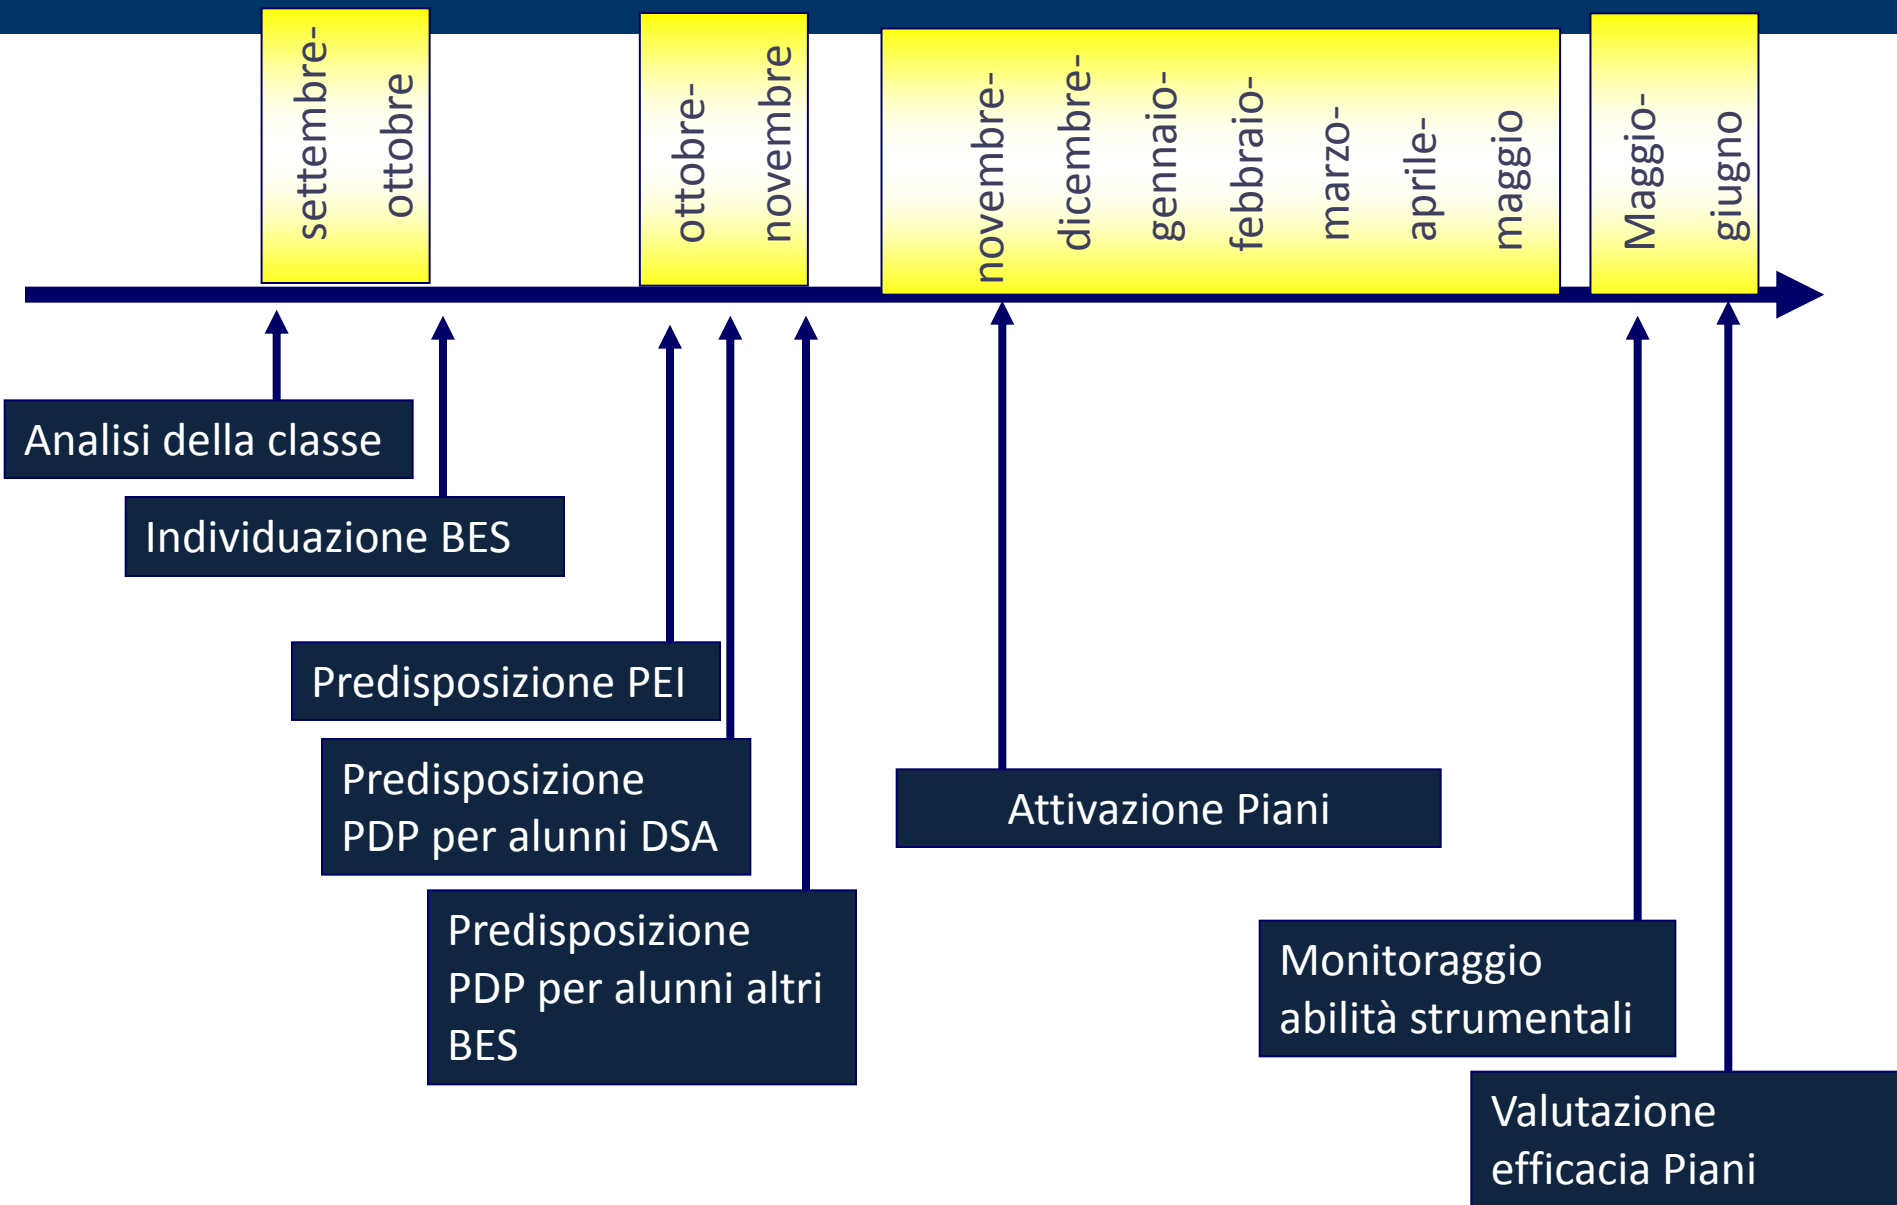 settembre-
ottobre
ottobre-
novembre
novembre-
dicembre-
gennaio-
febbraio-
marzo-
aprile-
maggio
Maggio-
giugno
Analisi della classe
Individuazione BES
Predisposizione PEI
Predisposizione
PDP per alunni DSA
Predisposizione
PDP per alunni altri
BES
Attivazione Piani
Monitoraggio
abilità strumentali
Valutazione
efficacia Piani